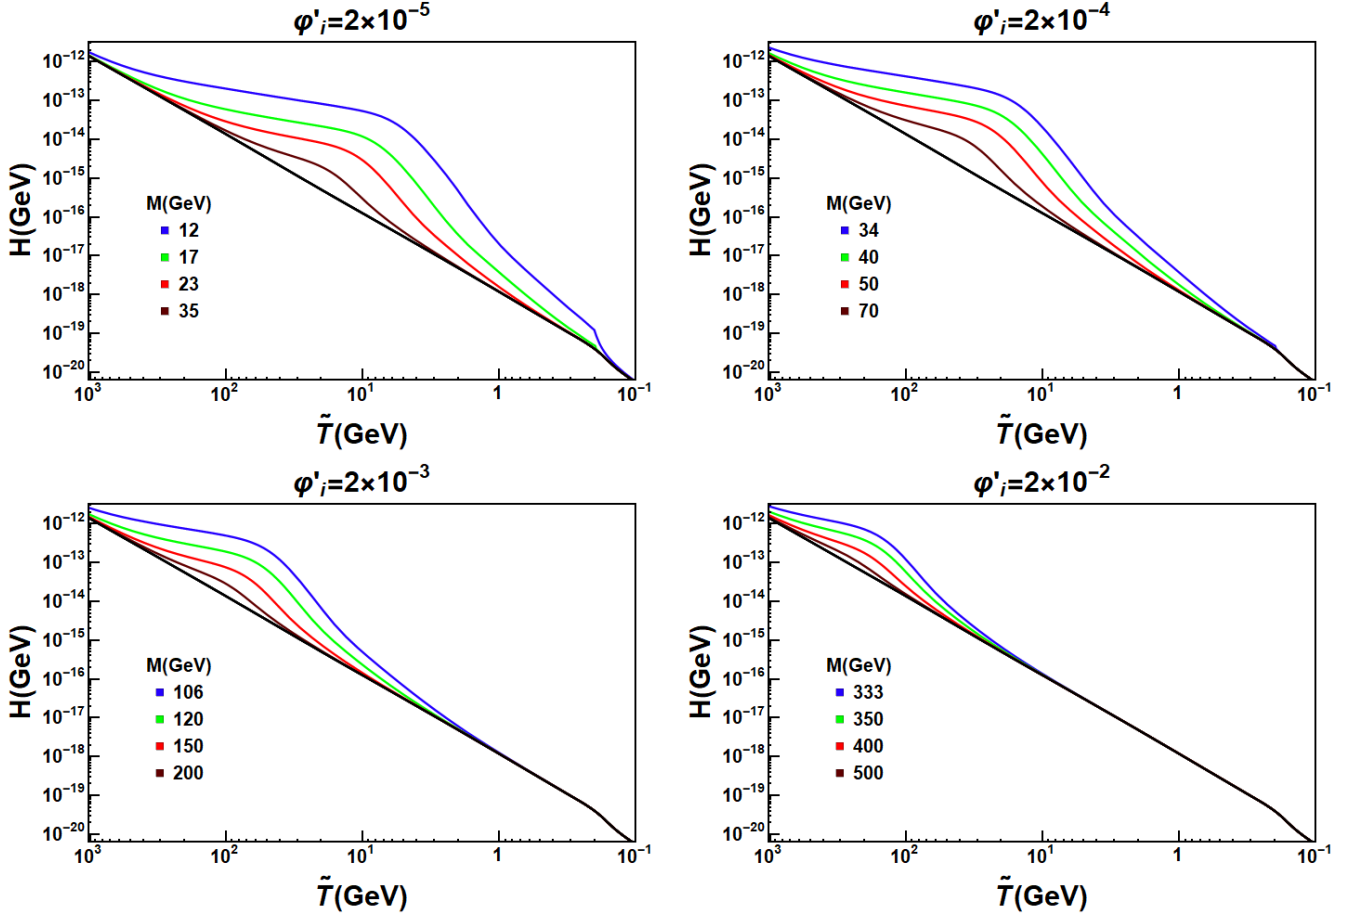 φ'ᵢ=2×10⁻⁵
H(GeV)
10⁻¹²
10⁻¹³
10⁻¹⁴
10⁻¹⁵
10⁻¹⁶
10⁻¹⁷
10⁻¹⁸
10⁻¹⁹
10⁻²⁰
M(GeV)
12
17
23
35
10³ 10² 10¹ 1 10⁻¹
T̃(GeV)
φ'ᵢ=2×10⁻⁴
H(GeV)
10⁻¹²
10⁻¹³
10⁻¹⁴
10⁻¹⁵
10⁻¹⁶
10⁻¹⁷
10⁻¹⁸
10⁻¹⁹
10⁻²⁰
M(GeV)
34
40
50
70
10³ 10² 10¹ 1 10⁻¹
T̃(GeV)
φ'ᵢ=2×10⁻³
H(GeV)
10⁻¹²
10⁻¹³
10⁻¹⁴
10⁻¹⁵
10⁻¹⁶
10⁻¹⁷
10⁻¹⁸
10⁻¹⁹
10⁻²⁰
M(GeV)
106
120
150
200
10³ 10² 10¹ 1 10⁻¹
T̃(GeV)
φ'ᵢ=2×10⁻²
H(GeV)
10⁻¹²
10⁻¹³
10⁻¹⁴
10⁻¹⁵
10⁻¹⁶
10⁻¹⁷
10⁻¹⁸
10⁻¹⁹
10⁻²⁰
M(GeV)
333
350
400
500
10³ 10² 10¹ 1 10⁻¹
T̃(GeV)